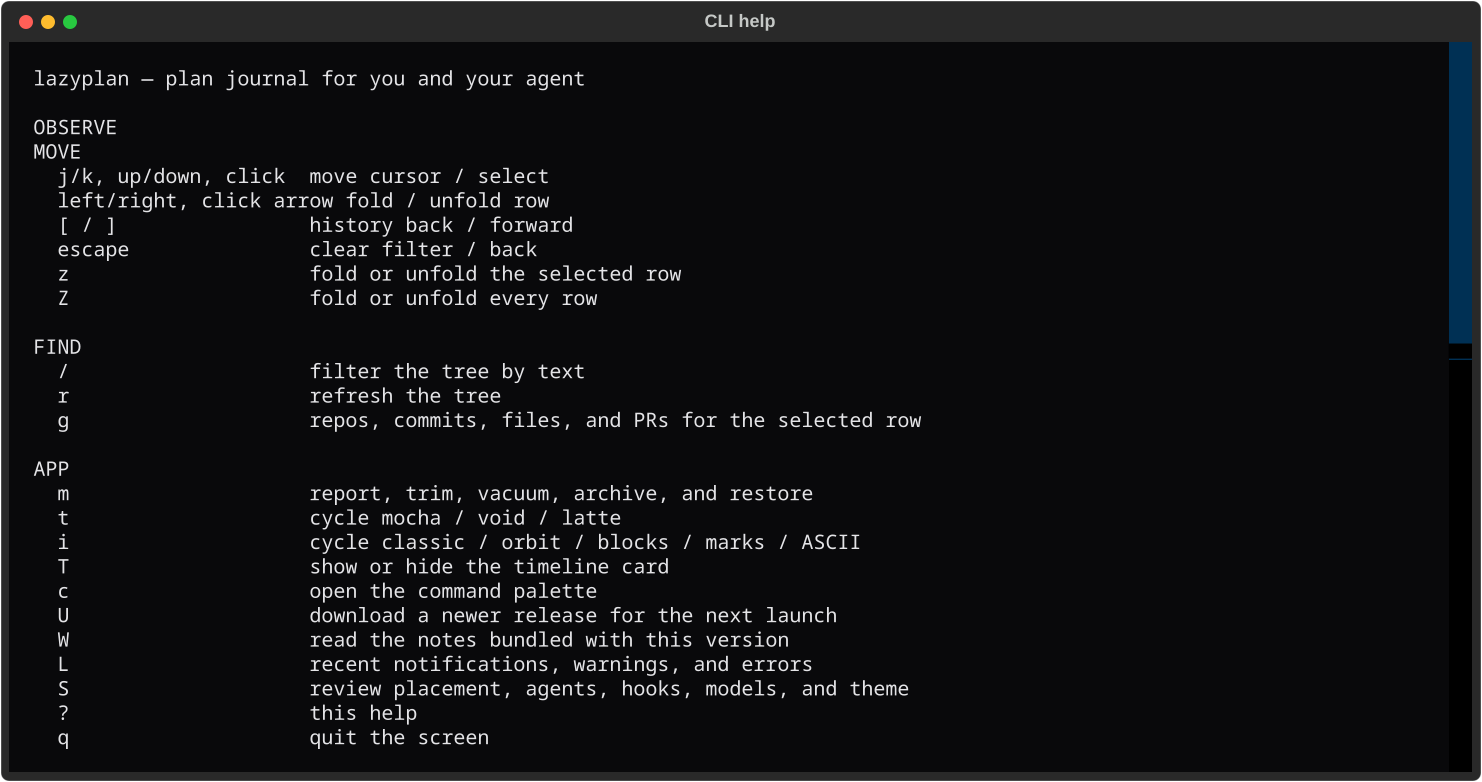 CLI help
lazyplan — plan journal for you and your agent
OBSERVE
MOVE
j/k, up/down, click  move cursor / select
left/right, click arrow fold / unfold row
[ / ]                history back / forward
escape               clear filter / back
z                    fold or unfold the selected row
Z                    fold or unfold every row
FIND
/                    filter the tree by text
r                    refresh the tree
g                    repos, commits, files, and PRs for the selected row
APP
m                    report, trim, vacuum, archive, and restore
t                    cycle mocha / void / latte
i                    cycle classic / orbit / blocks / marks / ASCII
T                    show or hide the timeline card
c                    open the command palette
U                    download a newer release for the next launch
W                    read the notes bundled with this version
L                    recent notifications, warnings, and errors
S                    review placement, agents, hooks, models, and theme
?                    this help
q                    quit the screen